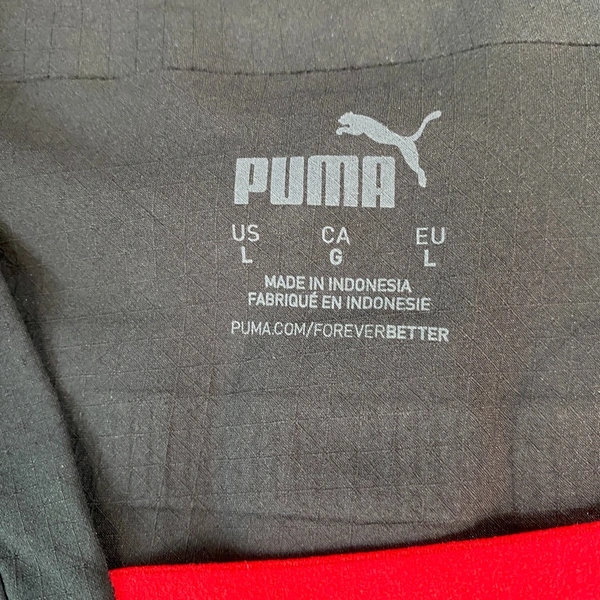 PUMA
US CA EU
L G L
MADE IN INDONESIA
FABRIQUÉ EN INDONESIE
PUMA.COM/FOREVERBETTER